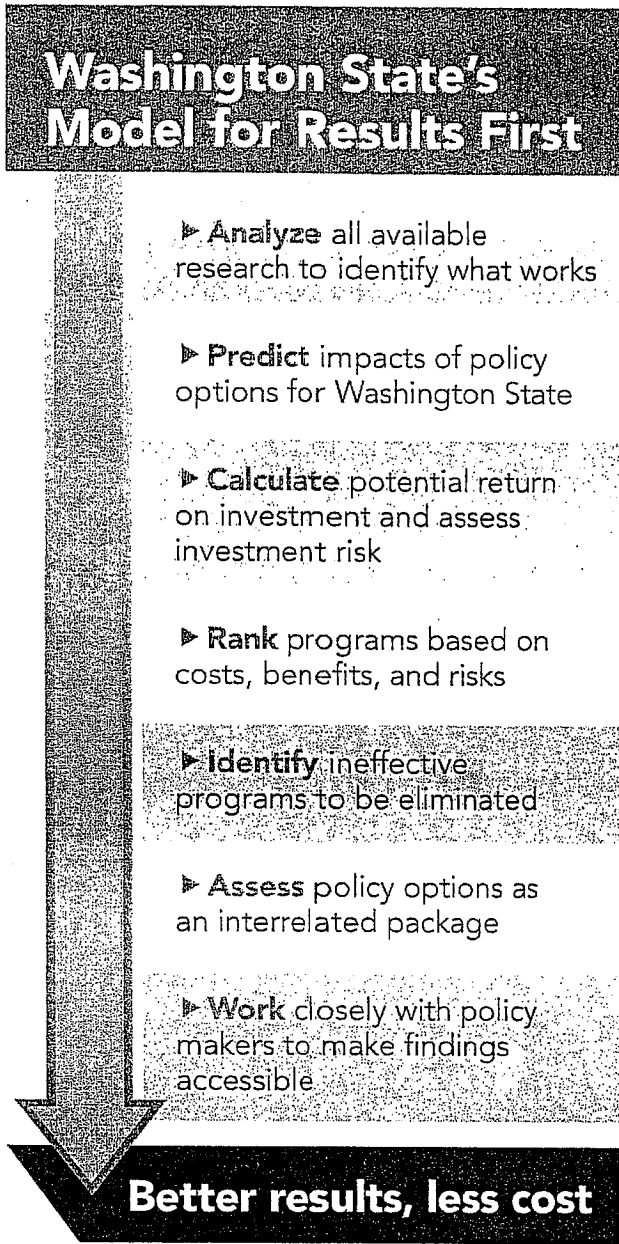 Washington State's
Model for Results First
▶ Analyze all available
research to identify what works
▶ Predict impacts of policy
options for Washington State
▶ Calculate potential return
on investment and assess
investment risk
▶ Rank programs based on
costs, benefits, and risks
▶ Identify ineffective
programs to be eliminated
▶ Assess policy options as
an interrelated package
▶ Work closely with policy
makers to make findings
accessible
Better results, less cost